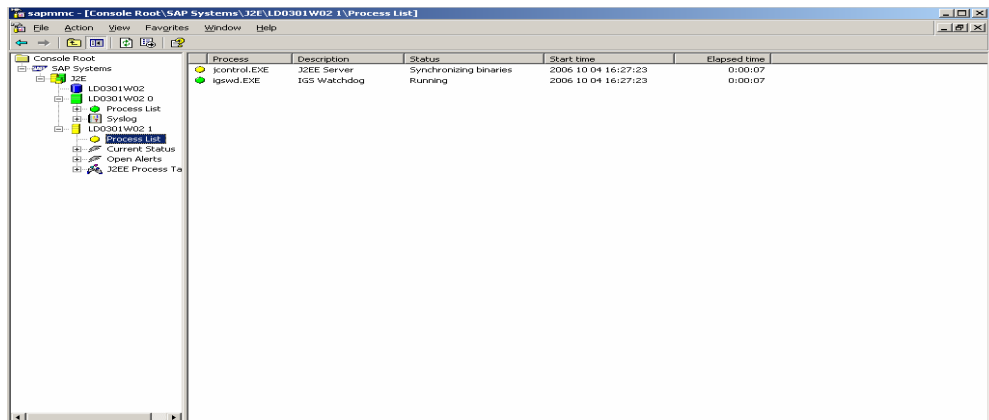 sapmmc - [Console Root\SAP Systems\J2E\LD0301W02 1\Process List]
File Action View Favorites Window Help
Console Root
SAP Systems
J2E
LD0301W02
LD0301W02 0
Process List
Syslog
LD0301W02 1
Process List
Current Status
Open Alerts
J2EE Process Ta
Process Description Status Start time Elapsed time
jcontrol.EXE J2EE Server Synchronizing binaries 2006 10 04 16:27:23 0:00:07
igswd.EXE IGS Watchdog Running 2006 10 04 16:27:23 0:00:07